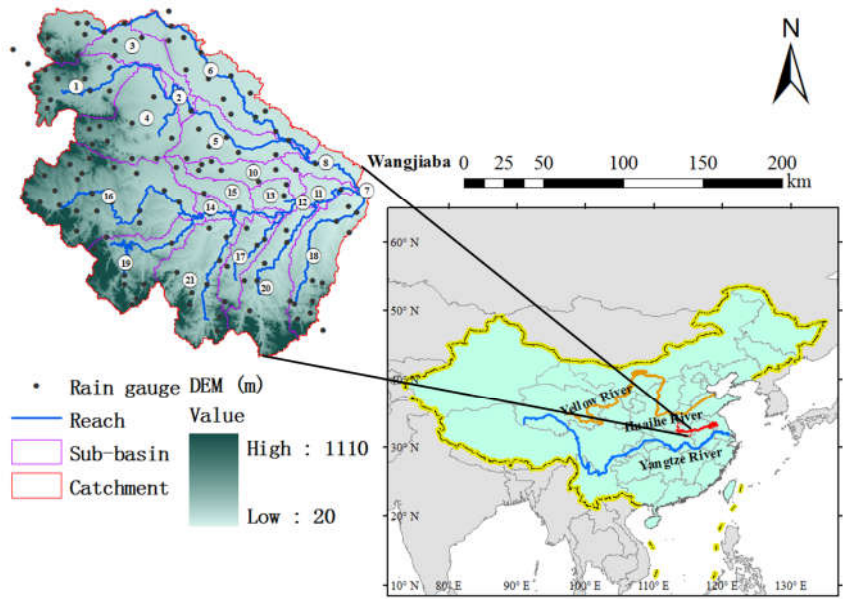 N
3
1
6
2
4
5
8
Wangjiaba
0 25 50 100 150 200
km
10
7
16
15
13
11
12
14
19
17
18
21
20
60° N
50° N
40° N
30° N
20° N
10° N
80° E
90° E
100° E
110° E
120° E
130° E
Yellow River
Huaihe River
Yangtze River
Rain gauge
Reach
Sub-basin
Catchment
DEM (m)
Value
High : 1110
Low : 20